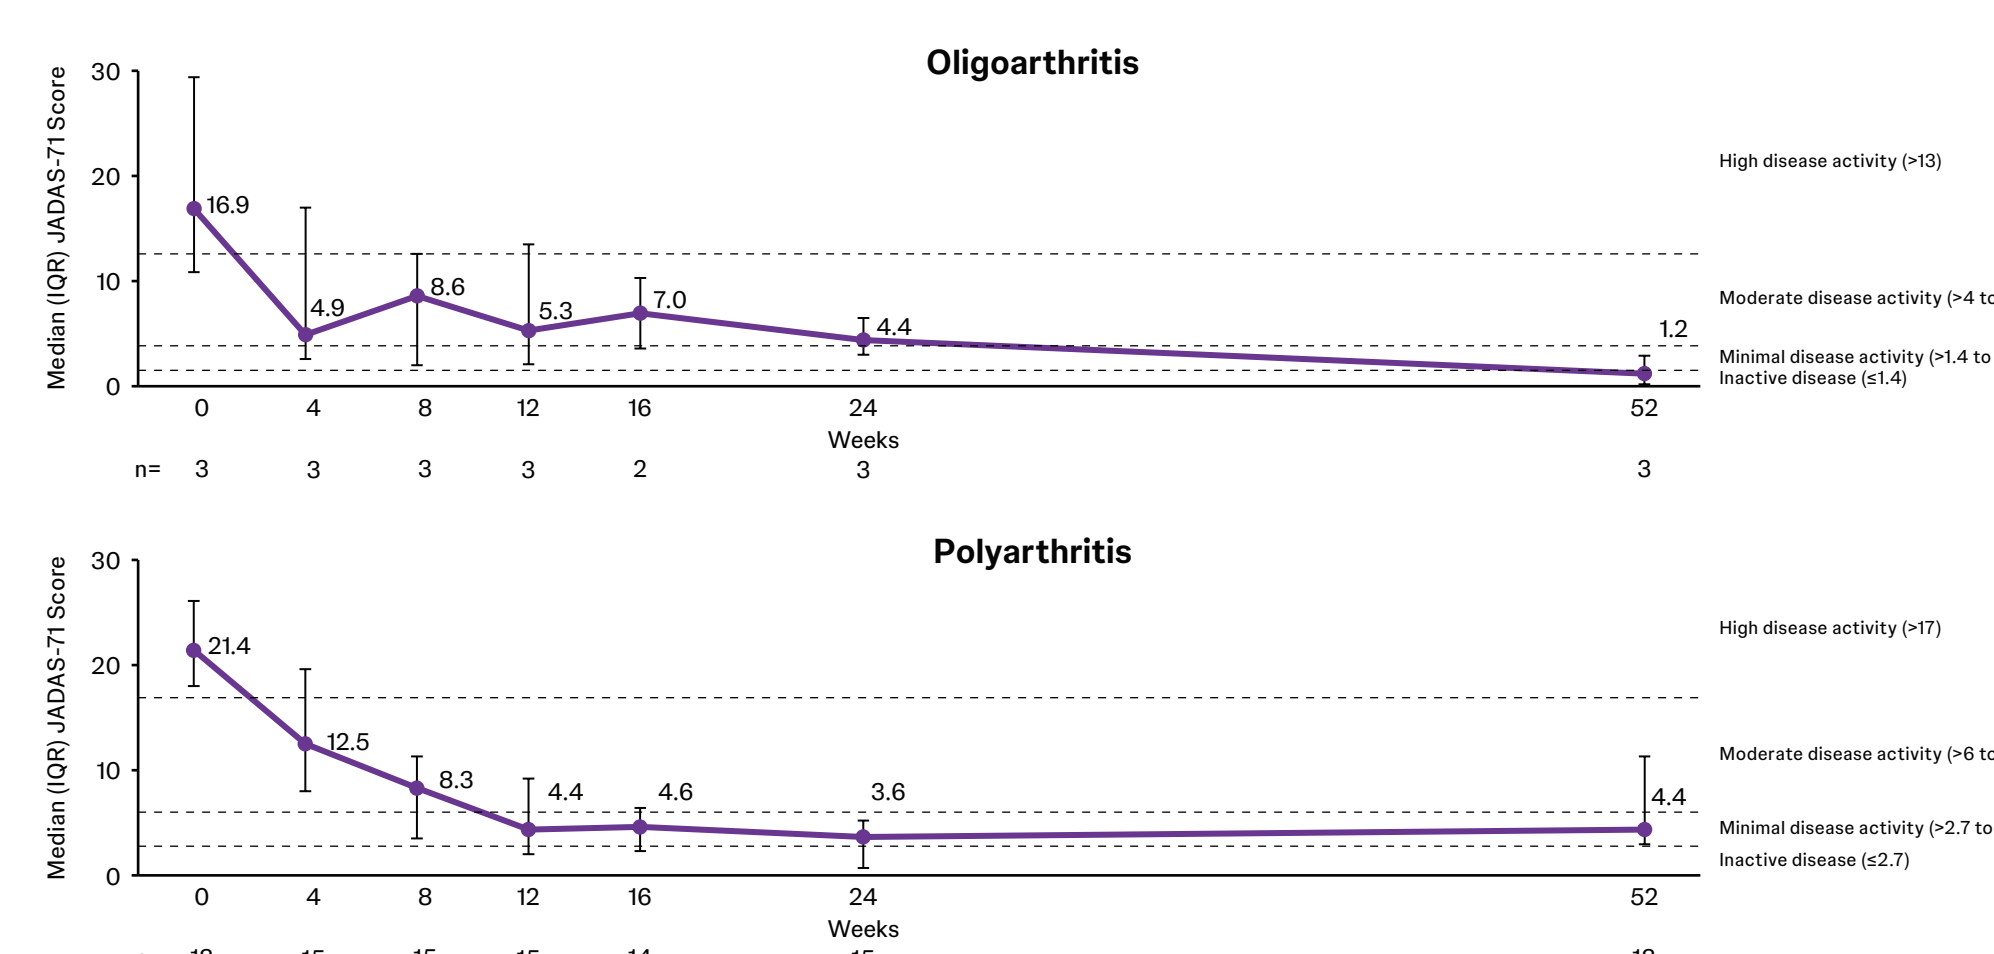 Oligoarthritis
Median (IQR) JADAS-71 Score
30
20
10
0
16.9
4.9
8.6
5.3
7.0
4.4
1.2
High disease activity (>13)
Moderate disease activity (>4 to
Minimal disease activity (>1.4 to
Inactive disease (≤1.4)
0 4 8 12 16 24 52
Weeks
n= 3 3 3 3 2 3 3
Polyarthritis
Median (IQR) JADAS-71 Score
30
20
10
0
21.4
12.5
8.3
4.4
4.6
3.6
4.4
High disease activity (>17)
Moderate disease activity (>6 to
Minimal disease activity (>2.7 to
Inactive disease (≤2.7)
0 4 8 12 16 24 52
Weeks